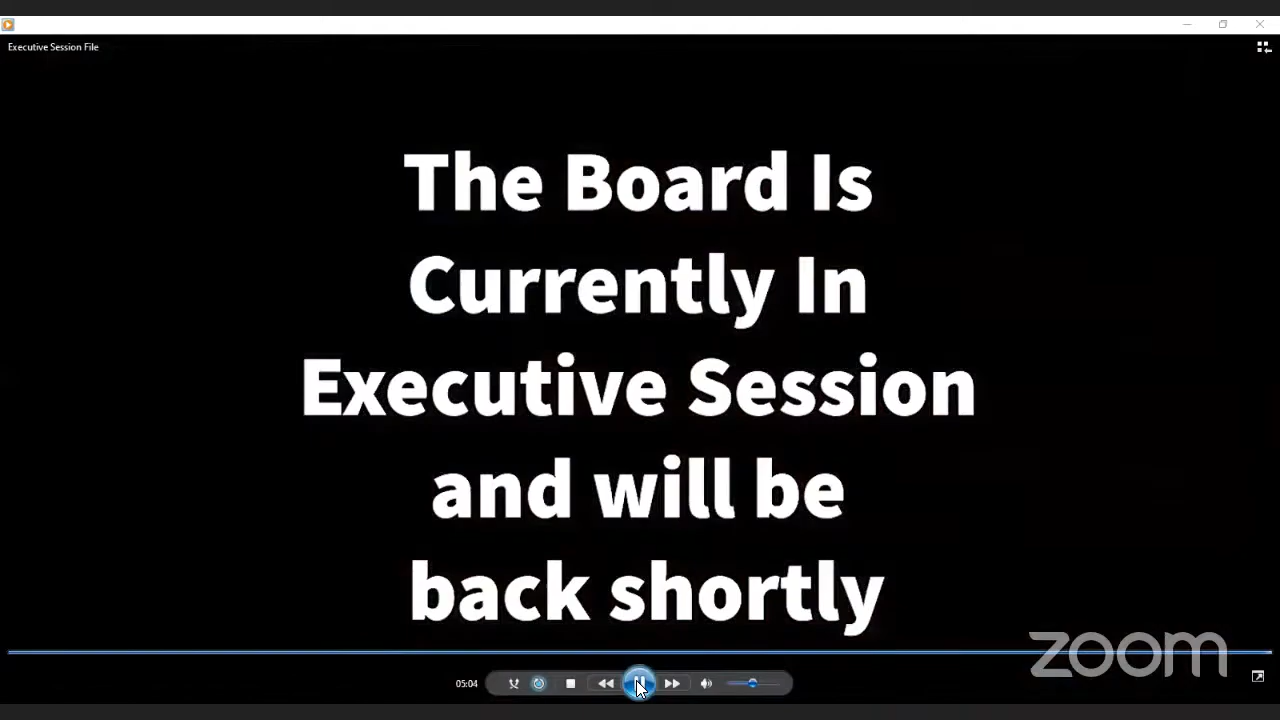 Executive Session File
The Board Is
Currently In
Executive Session
and will be
back shortly
zoom
05:04